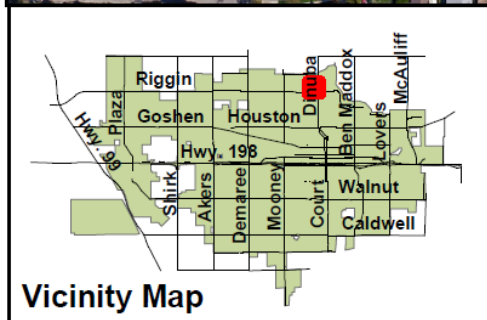 Riggin
Dinuba
Ben Maddox
McAuliff
Plaza
Goshen
Houston
Lovers
Hwy. 99
Hwy. 198
Shirk
Akers
Demaree
Mooney
Court
Walnut
Caldwell
Vicinity Map